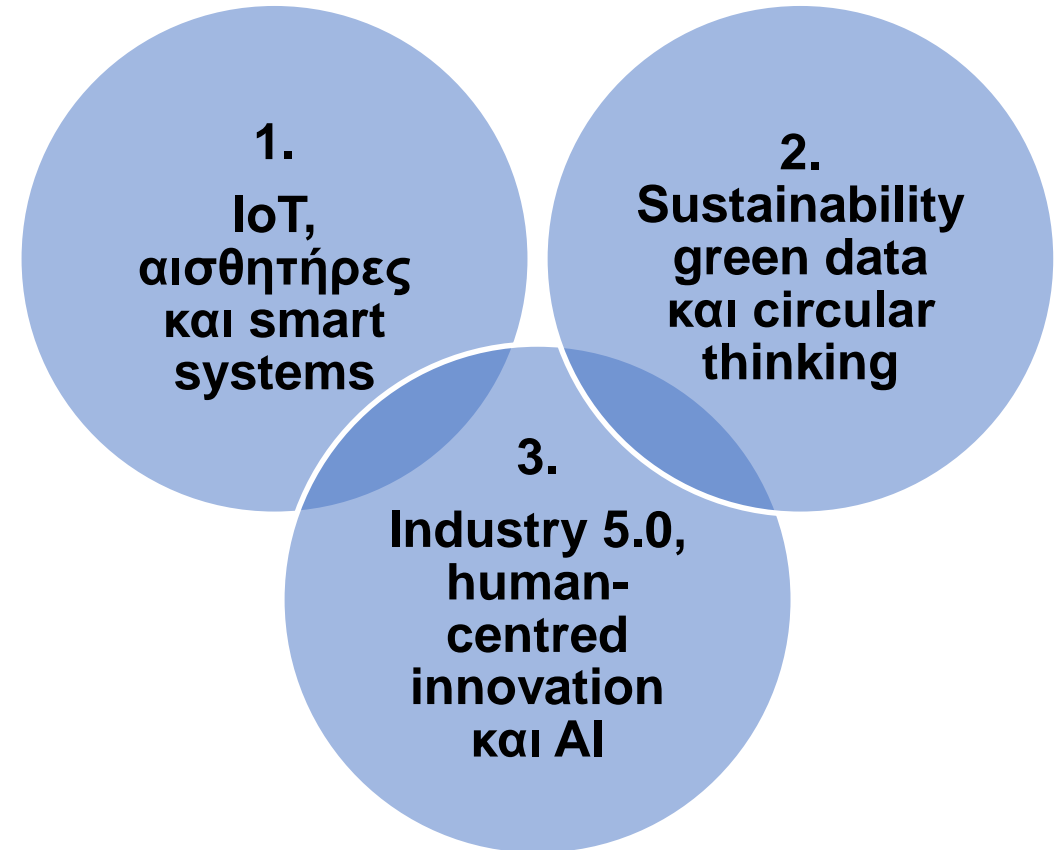 1.
IoT,
αισθητήρες
και smart
systems
2.
Sustainability
green data
και circular
thinking
3.
Industry 5.0,
human-
centred
innovation
και AI